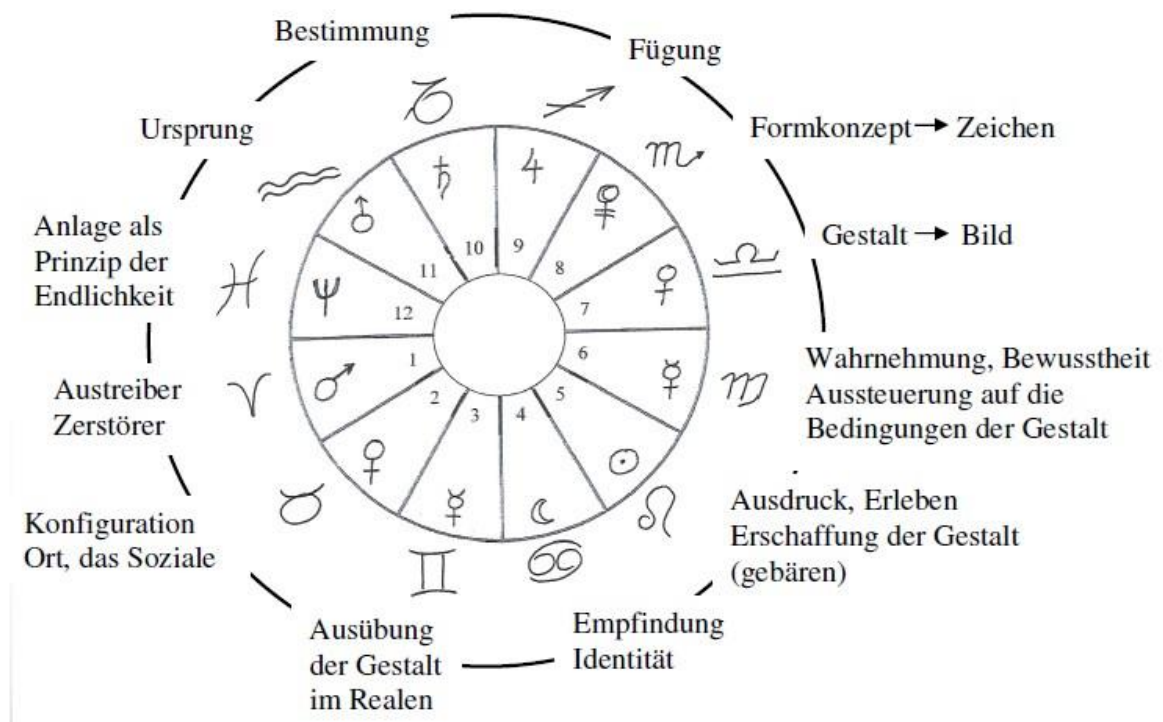 Bestimmung
Fügung
Ursprung
Formkonzept → Zeichen
Gestalt → Bild
Anlage als
Prinzip der
Endlichkeit
Wahrnehmung, Bewusstheit
Aussteuerung auf die
Bedingungen der Gestalt
Austreiber
Zerstörer
Ausdruck, Erleben
Erschaffung der Gestalt
(gebären)
Konfiguration
Ort, das Soziale
Ausübung
der Gestalt
im Realen
Empfindung
Identität
10
9
11
8
12
7
1
6
2
5
3
4